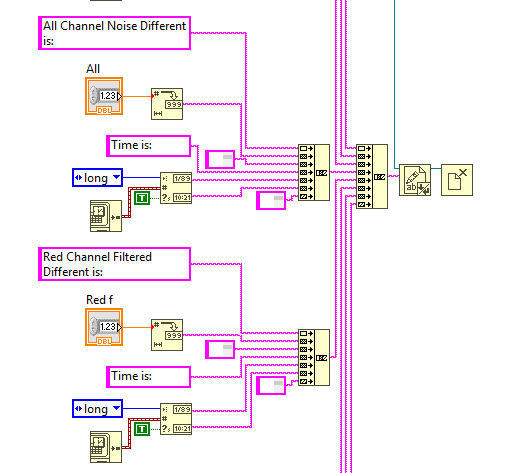 All Channel Noise Different
is:
All
1.23
DBL
#
999
Time is:
long
1/89
#
T
10:21
ab
Red Channel Filtered
Different is:
Red f
1.23
DBL
#
999
Time is:
long
1/89
#
T
10:21